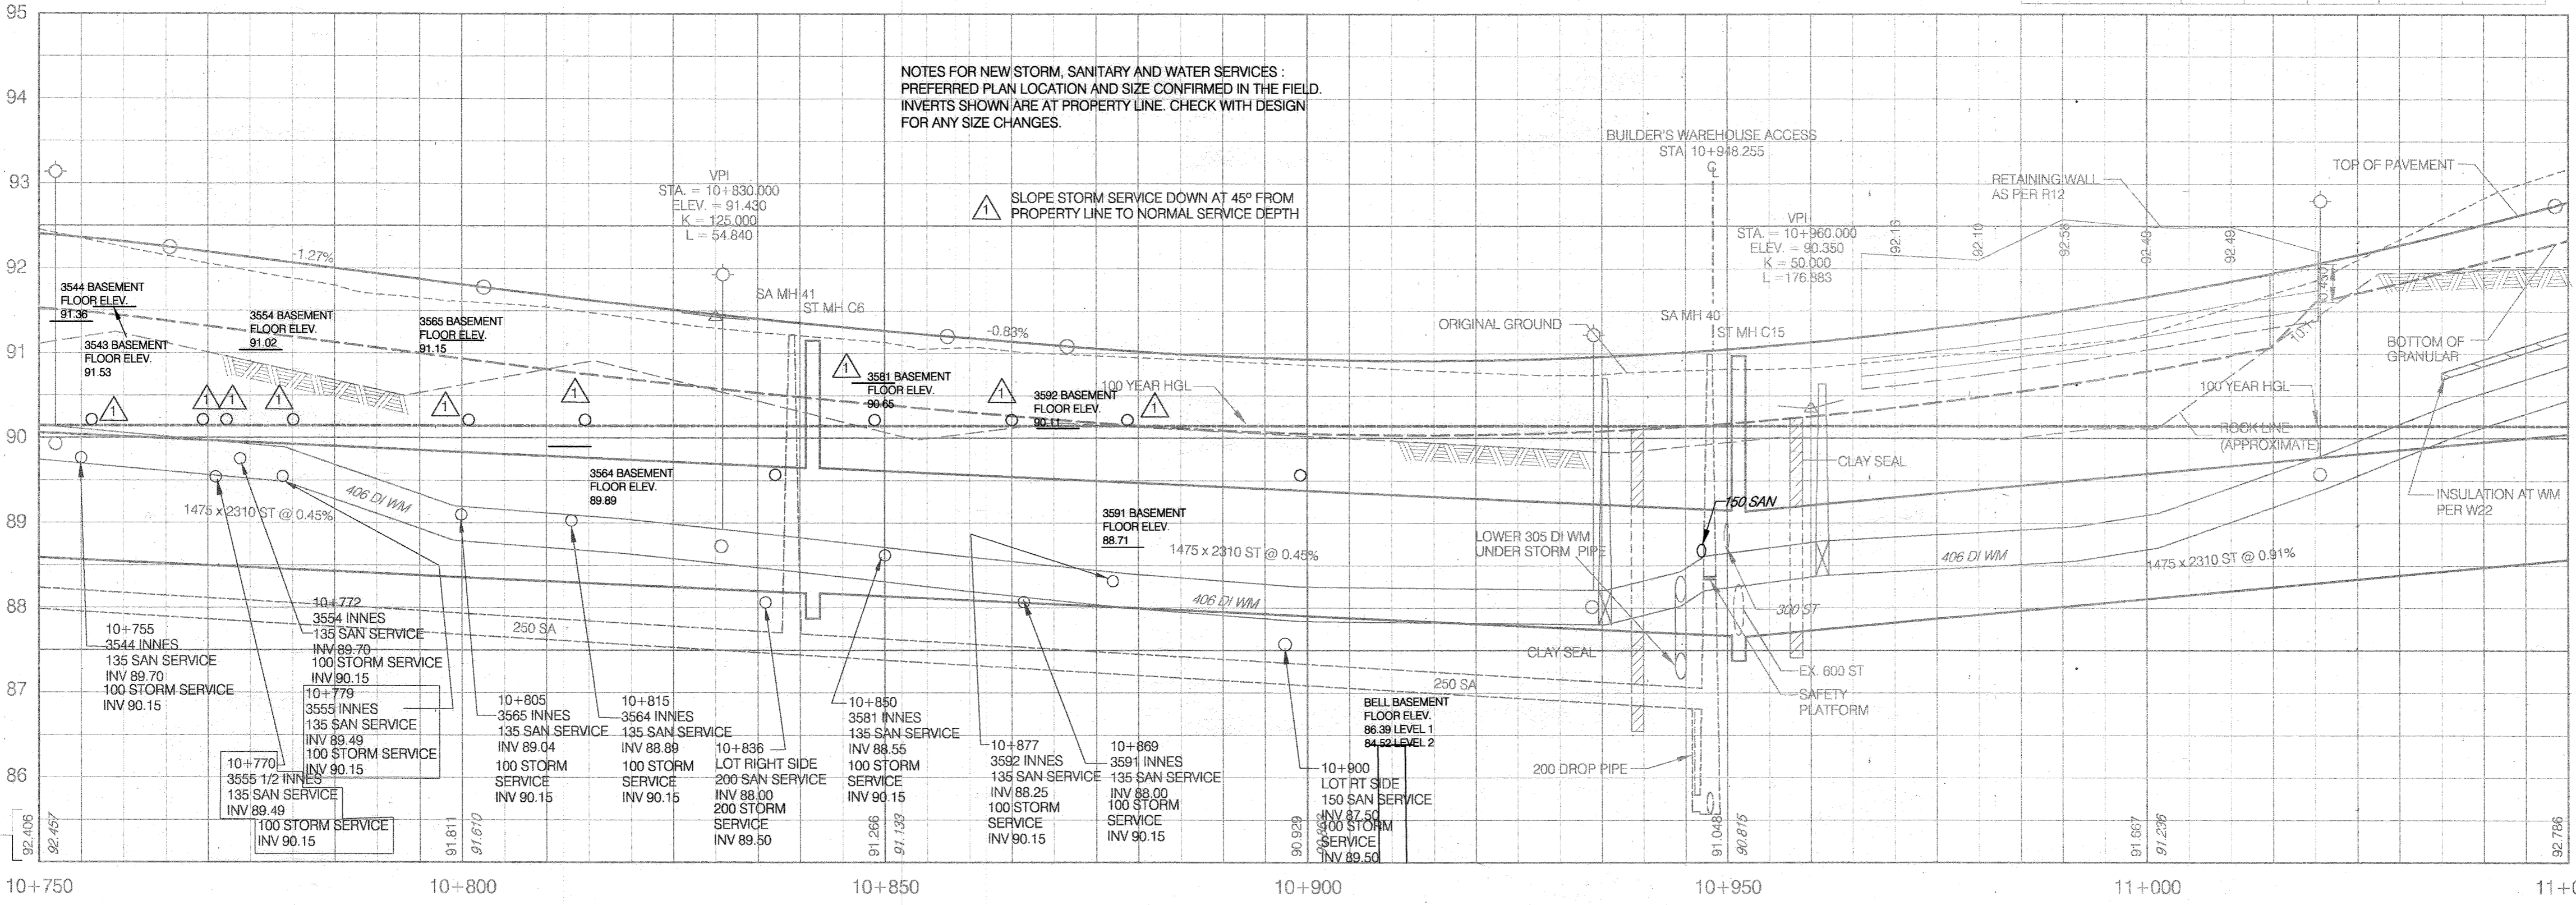 95
94
93
92
91
90
89
88
87
86
NOTES FOR NEW STORM, SANITARY AND WATER SERVICES :
PREFERRED PLAN LOCATION AND SIZE CONFIRMED IN THE FIELD.
INVERTS SHOWN ARE AT PROPERTY LINE. CHECK WITH DESIGN
FOR ANY SIZE CHANGES.
1
SLOPE STORM SERVICE DOWN AT 45° FROM
PROPERTY LINE TO NORMAL SERVICE DEPTH
VPI
STA. = 10+830.000
ELEV. = 91.430
K = 125.000
L = 54.840
BUILDER'S WAREHOUSE ACCESS
STA. 10+948.255
VPI
STA. = 10+960.000
ELEV. = 90.350
K = 50.000
L = 176.883
RETAINING WALL
AS PER R12
TOP OF PAVEMENT
92.16
92.10
92.58
92.49
92.49
-1.27%
-0.83%
3544 BASEMENT
FLOOR ELEV.
91.36
3543 BASEMENT
FLOOR ELEV.
91.53
3554 BASEMENT
FLOOR ELEV.
91.02
3565 BASEMENT
FLOOR ELEV.
91.15
SA MH 41
ST MH C6
3581 BASEMENT
FLOOR ELEV.
90.65
100 YEAR HGL
3592 BASEMENT
FLOOR ELEV.
90.11
ORIGINAL GROUND
SA MH 40
ST MH C15
BOTTOM OF
GRANULAR
100 YEAR HGL
ROCK LINE
(APPROXIMATE)
CLAY SEAL
INSULATION AT WM
PER W22
1
1
1
1
1
1
1
1
1
3564 BASEMENT
FLOOR ELEV.
89.89
3591 BASEMENT
FLOOR ELEV.
88.71
406 DI WM
1475 x 2310 ST @ 0.45%
1475 x 2310 ST @ 0.45%
LOWER 305 DI WM
UNDER STORM PIPE
150 SAN
406 DI WM
1475 x 2310 ST @ 0.91%
406 DI WM
300 ST
250 SA
CLAY SEAL
EX. 600 ST
SAFETY
PLATFORM
250 SA
200 DROP PIPE
BELL BASEMENT
FLOOR ELEV.
86.39 LEVEL 1
84.52 LEVEL 2
10+755
3544 INNES
135 SAN SERVICE
INV 89.70
100 STORM SERVICE
INV 90.15
10+772
3554 INNES
135 SAN SERVICE
INV 89.70
100 STORM SERVICE
INV 90.15
10+779
3555 INNES
135 SAN SERVICE
INV 89.49
100 STORM SERVICE
INV 90.15
10+770
3555 1/2 INNES
135 SAN SERVICE
INV 89.49
100 STORM SERVICE
INV 90.15
10+805
3565 INNES
135 SAN SERVICE
INV 89.04
100 STORM
SERVICE
INV 90.15
10+815
3564 INNES
135 SAN SERVICE
INV 88.89
100 STORM
SERVICE
INV 90.15
10+836
LOT RIGHT SIDE
200 SAN SERVICE
INV 88.00
200 STORM
SERVICE
INV 89.50
10+850
3581 INNES
135 SAN SERVICE
INV 88.55
100 STORM
SERVICE
INV 90.15
10+877
3592 INNES
135 SAN SERVICE
INV 88.25
100 STORM
SERVICE
INV 90.15
10+869
3591 INNES
135 SAN SERVICE
INV 88.00
100 STORM
SERVICE
INV 90.15
10+900
LOT RT SIDE
150 SAN SERVICE
INV 87.50
100 STORM
SERVICE
INV 89.50
92.406
92.457
91.811
91.610
91.266
91.139
90.929
91.048
90.815
91.667
91.236
92.786
10+750
10+800
10+850
10+900
10+950
11+000